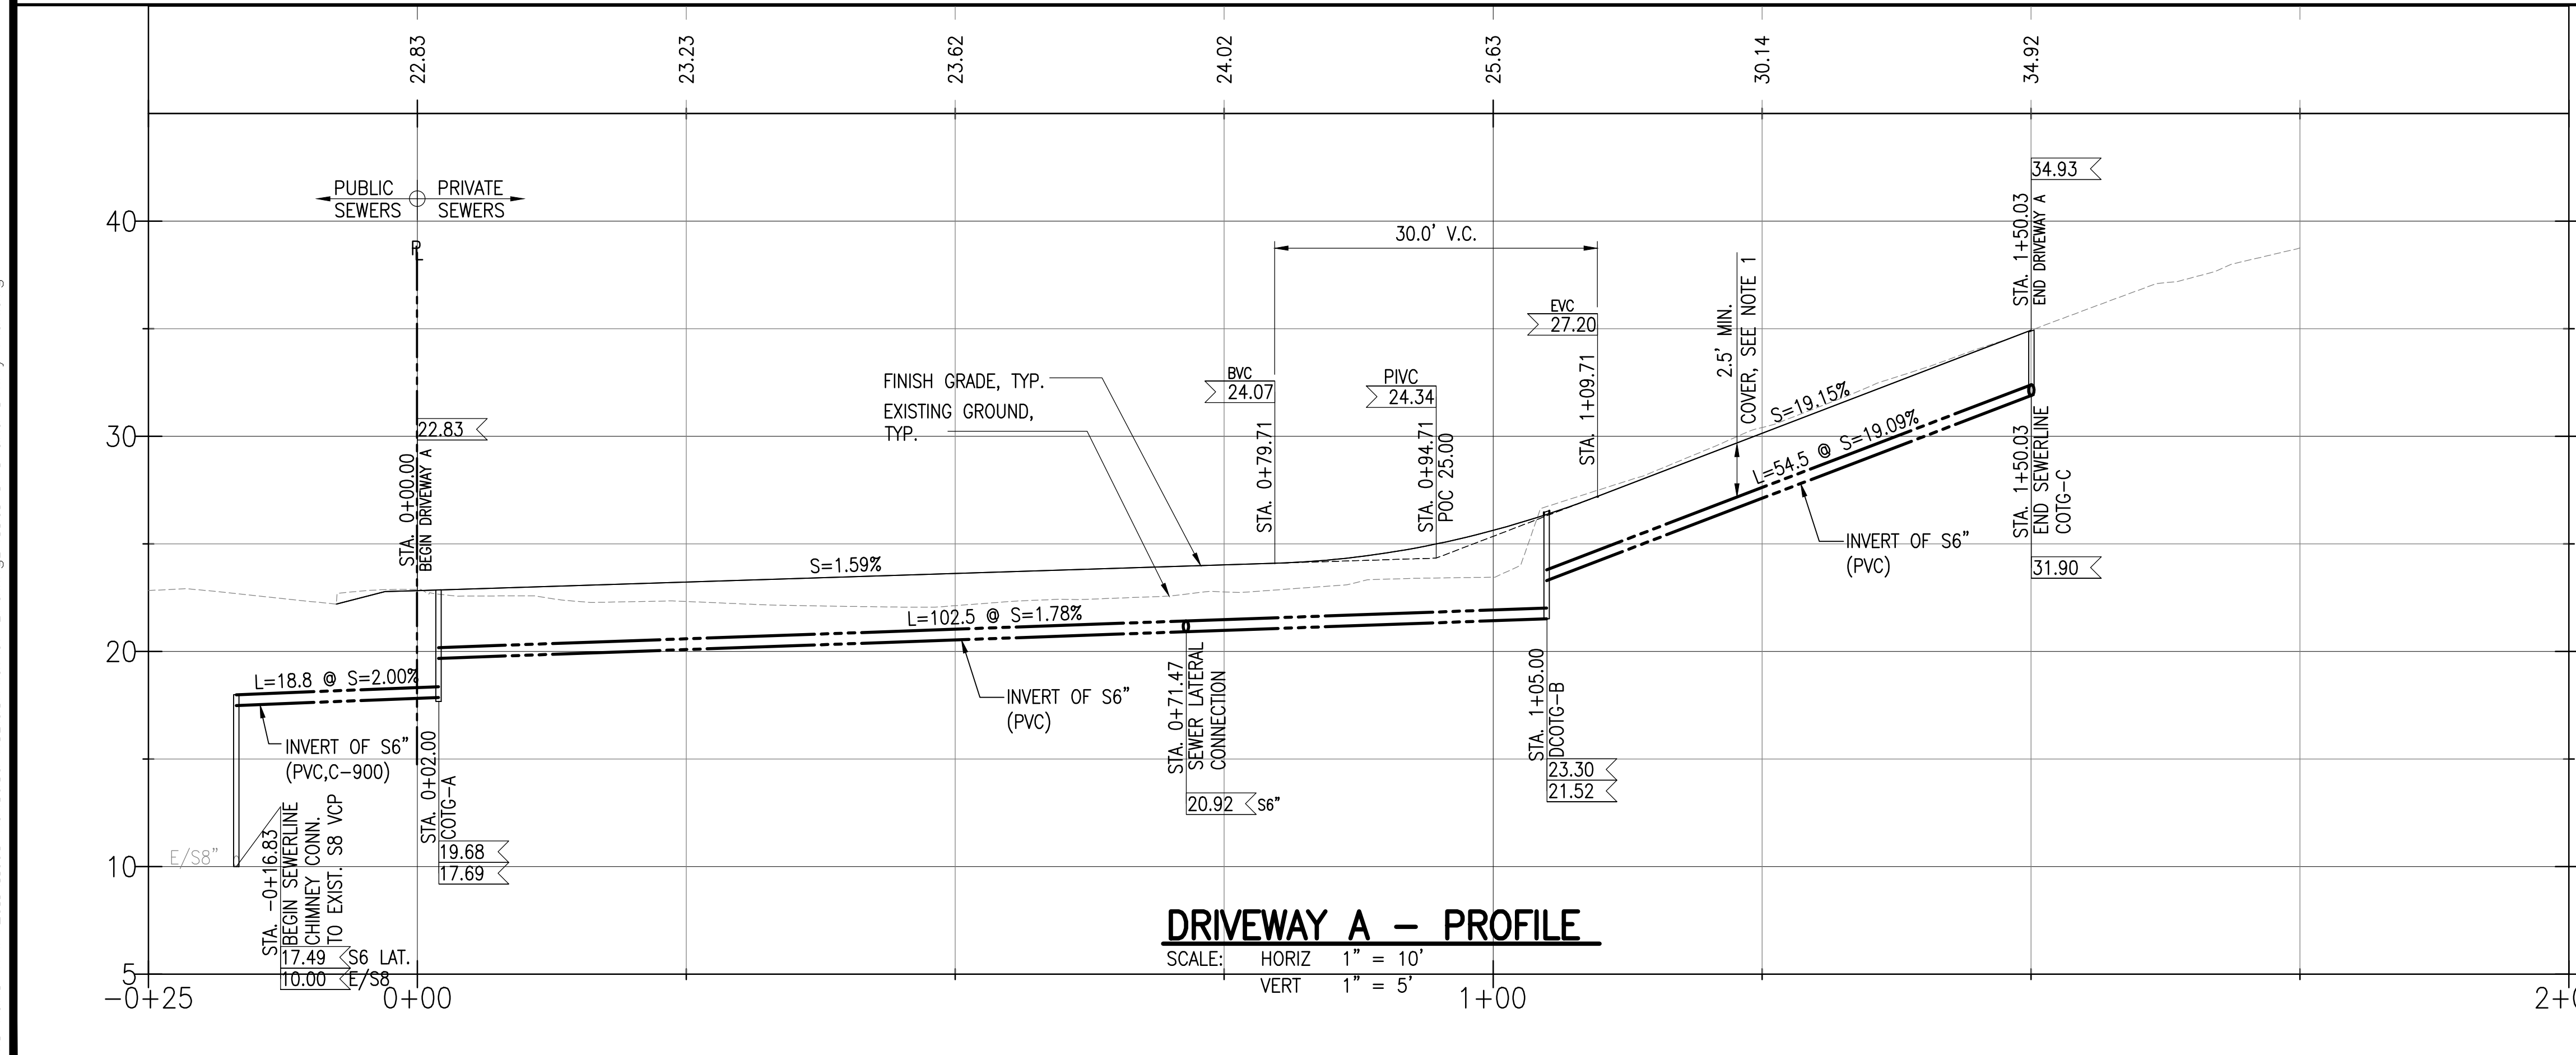 22.83
23.23
23.62
24.02
25.63
30.14
34.92
PUBLIC
SEWERS
PRIVATE
SEWERS
PL
40
30
20
10
5
22.83
STA. 0+00.00
BEGIN DRIVEWAY A
FINISH GRADE, TYP.
EXISTING GROUND,
TYP.
S=1.59%
30.0' V.C.
BVC
24.07
STA. 0+79.71
PIVC
24.34
STA. 0+94.71
POC 25.00
EVC
27.20
STA. 1+09.71
2.5' MIN.
COVER, SEE NOTE 1
S=19.15%
L=54.5 @ S=19.09%
34.93
STA. 1+50.03
END DRIVEWAY A
STA. 1+50.03
END SEWERLINE
COTG-C
31.90
INVERT OF S6"
(PVC)
L=102.5 @ S=1.78%
INVERT OF S6"
(PVC)
L=18.8 @ S=2.00%
INVERT OF S6"
(PVC,C-900)
E/S8"
STA. -0+16.83
BEGIN SEWERLINE
CHIMNEY CONN.
TO EXIST. S8 VCP
17.49 S6 LAT.
10.00 E/S8
STA. 0+02.00
COTG-A
19.68
17.69
STA. 0+71.47
SEWER LATERAL
CONNECTION
20.92 S6"
STA. 1+05.00
DCOTG-B
23.30
21.52
DRIVEWAY A - PROFILE
SCALE: HORIZ 1" = 10'
VERT 1" = 5'
-0+25
0+00
1+00